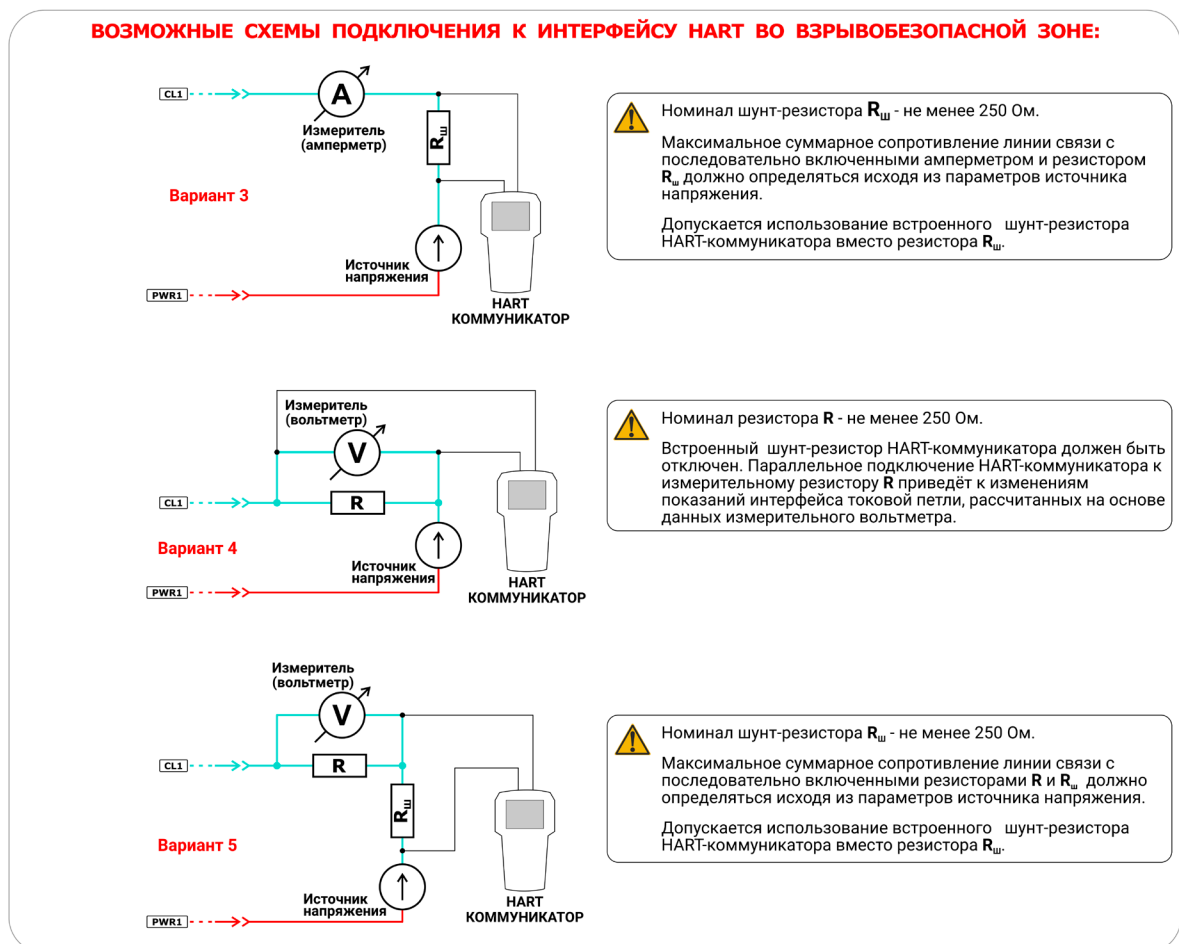 ВОЗМОЖНЫЕ СХЕМЫ ПОДКЛЮЧЕНИЯ К ИНТЕРФЕЙСУ HART ВО ВЗРЫВОБЕЗОПАСНОЙ ЗОНЕ:
CL1
A
Измеритель
(амперметр)
Rш
Вариант 3
Источник
напряжения
PWR1
HART
КОММУНИКАТОР
Номинал шунт-резистора Rш - не менее 250 Ом.
Максимальное суммарное сопротивление линии связи с
последовательно включенными амперметром и резистором
Rш должно определяться исходя из параметров источника
напряжения.
Допускается использование встроенного шунт-резистора
HART-коммуникатора вместо резистора Rш.
Измеритель
(вольтметр)
V
CL1
R
Вариант 4
Источник
напряжения
PWR1
HART
КОММУНИКАТОР
Номинал резистора R - не менее 250 Ом.
Встроенный шунт-резистор HART-коммуникатора должен быть
отключен. Параллельное подключение HART-коммуникатора к
измерительному резистору R приведёт к изменениям
показаний интерфейса токовой петли, рассчитанных на основе
данных измерительного вольтметра.
Измеритель
(вольтметр)
V
CL1
R
Rш
Вариант 5
Источник
напряжения
PWR1
HART
КОММУНИКАТОР
Номинал шунт-резистора Rш - не менее 250 Ом.
Максимальное суммарное сопротивление линии связи с
последовательно включенными резисторами R и Rш должно
определяться исходя из параметров источника напряжения.
Допускается использование встроенного шунт-резистора
HART-коммуникатора вместо резистора Rш.